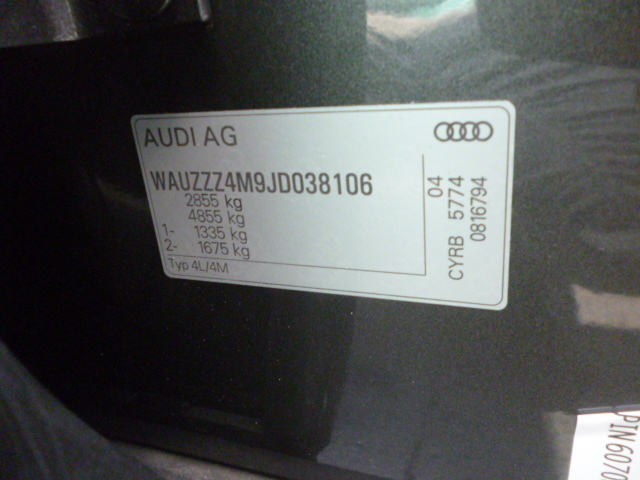 AUDI AG
WAUZZZ4M9JD038106
2855 kg
4855 kg
1- 1335 kg
2- 1675 kg
Typ 4L/4M
04
CYRB 5774
0816794
PIN6070